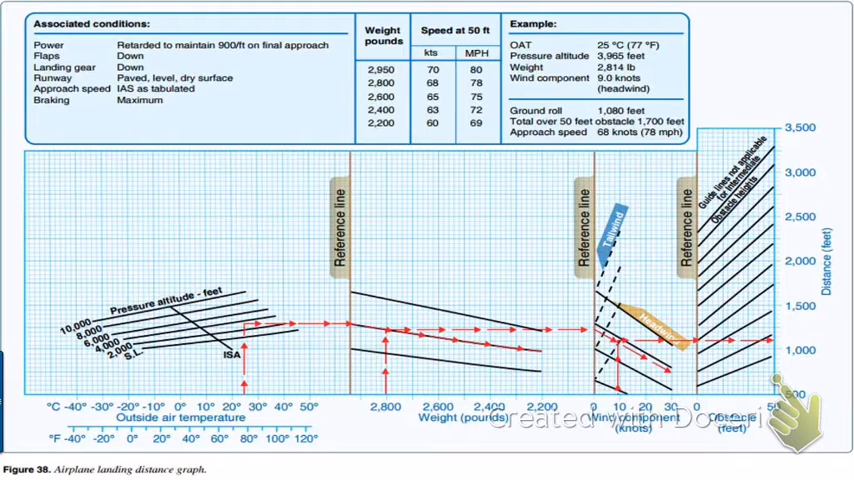 Associated conditions:
Power Retarded to maintain 900/ft on final approach
Flaps Down
Landing gear Down
Runway Paved, level, dry surface
Approach speed IAS as tabulated
Braking Maximum
Weight pounds Speed at 50 ft
kts MPH
2,950 70 80
2,800 68 78
2,600 65 75
2,400 63 72
2,200 60 69
Example:
OAT 25 ºC (77 ºF)
Pressure altitude 3,965 feet
Weight 2,814 lb
Wind component 9.0 knots
(headwind)
Ground roll 1,080 feet
Total over 50 feet obstacle 1,700 feet
Approach speed 68 knots (78 mph)
Reference line
Reference line
Reference line
Tailwind
Headwind
Guide lines not applicable
for intermediate
Obstacle heights
3,500
3,000
2,500
2,000
1,500
1,000
500
Distance (feet)
Pressure altitude - feet
10,000
8,000
6,000
4,000
2,000
S.L.
ISA
ºC -40° -30° -20° -10° 0° 10° 20° 30° 40° 50°
Outside air temperature
ºF -40° -20° 0° 20° 40° 60° 80° 100° 120°
2,800 2,600 2,400 2,200
Weight (pounds)
0 10 20 30
Wind component
(knots)
0 50
Obstacle
(feet)
Created with Doceri
Figure 38. Airplane landing distance graph.